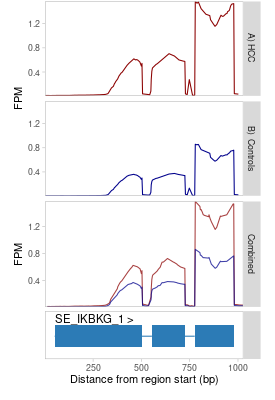 1.2
0.8
0.4
A) HCC
FPM
1.2
0.8
0.4
B) Controls
1.2
0.8
0.4
FPM
Combined
SE_IKBKG_1 >
250
500
750
1000
Distance from region start (bp)